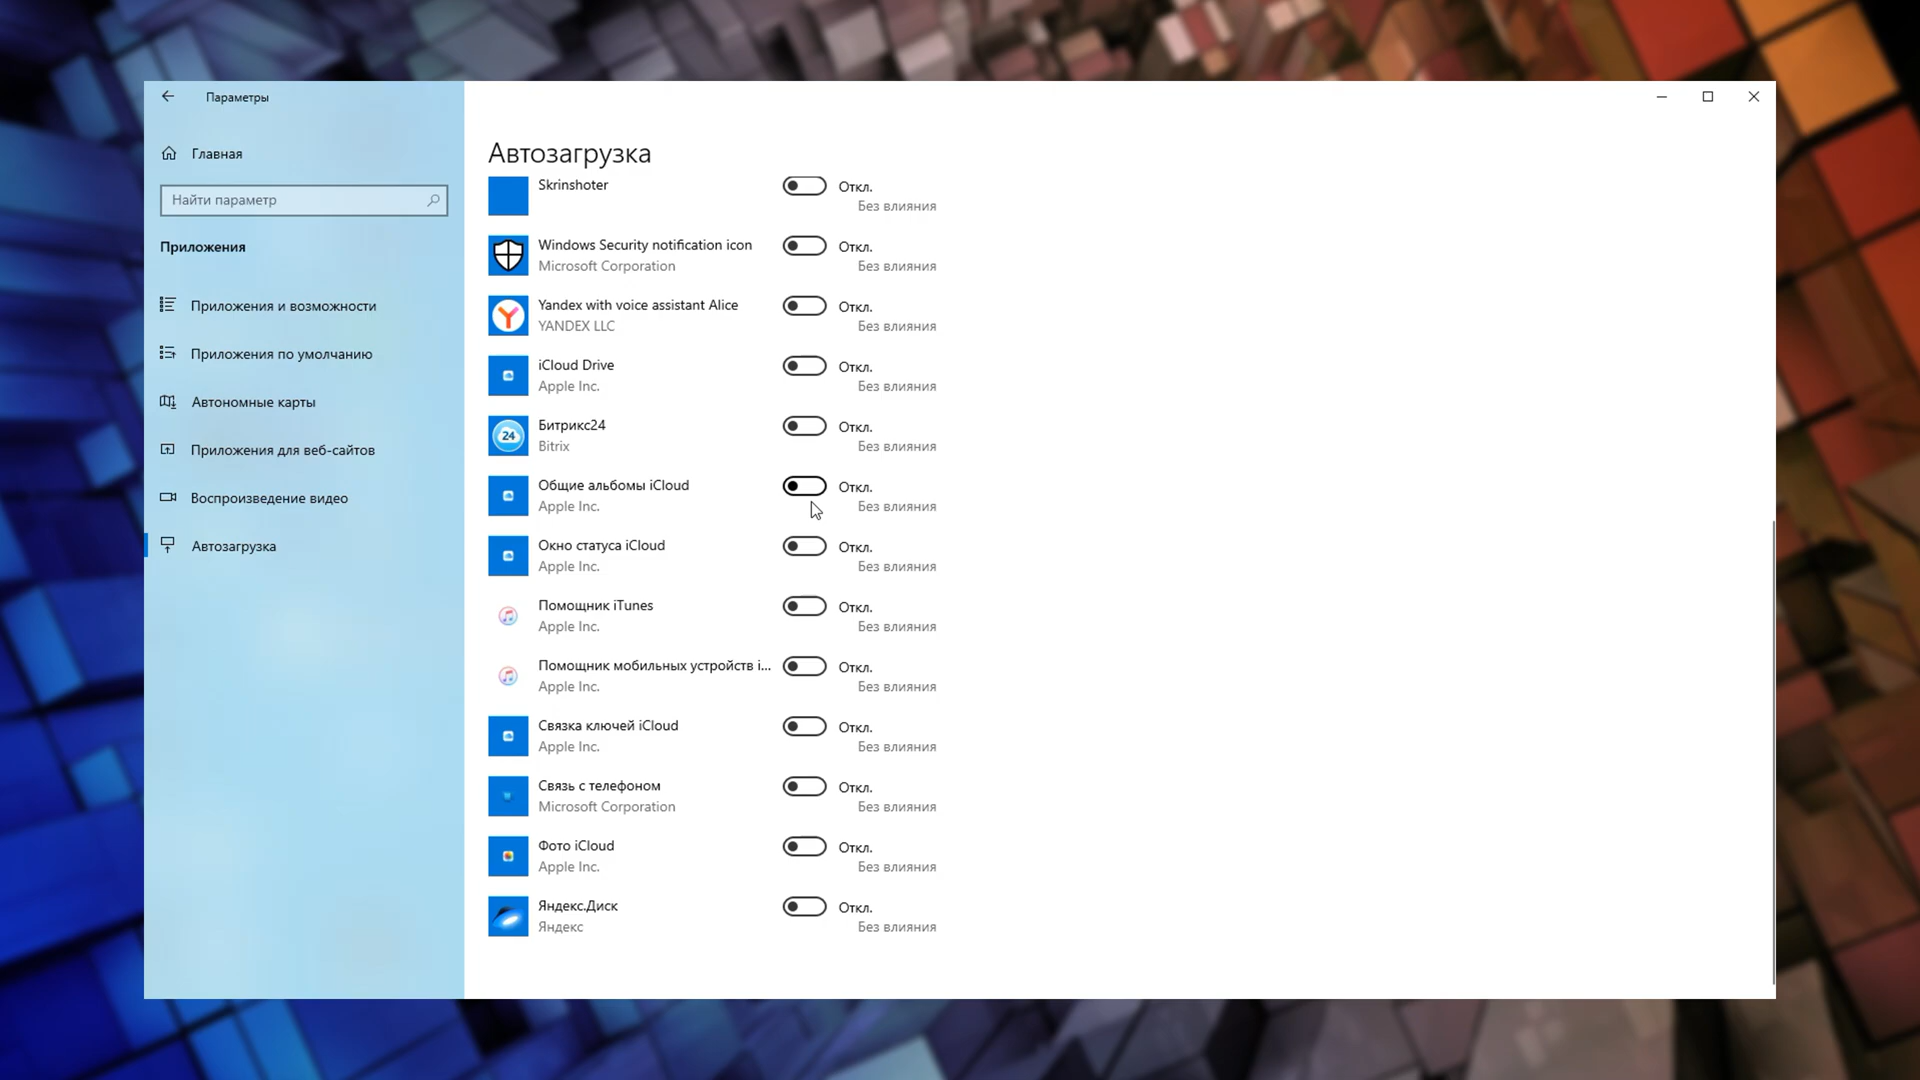 Параметры
Главная
Найти параметр
Приложения
Приложения и возможности
Приложения по умолчанию
Автономные карты
Приложения для веб-сайтов
Воспроизведение видео
Автозагрузка
Автозагрузка
Skrinshoter
Откл.
Без влияния
Windows Security notification icon
Откл.
Microsoft Corporation
Без влияния
Yandex with voice assistant Alice
Откл.
YANDEX LLC
Без влияния
iCloud Drive
Откл.
Apple Inc.
Без влияния
24
Битрикс24
Откл.
Bitrix
Без влияния
Общие альбомы iCloud
Откл.
Apple Inc.
Без влияния
Окно статуса iCloud
Откл.
Apple Inc.
Без влияния
Помощник iTunes
Откл.
Apple Inc.
Без влияния
Помощник мобильных устройств i...
Откл.
Apple Inc.
Без влияния
Связка ключей iCloud
Откл.
Apple Inc.
Без влияния
Связь с телефоном
Откл.
Microsoft Corporation
Без влияния
Фото iCloud
Откл.
Apple Inc.
Без влияния
Яндекс.Диск
Откл.
Яндекс
Без влияния